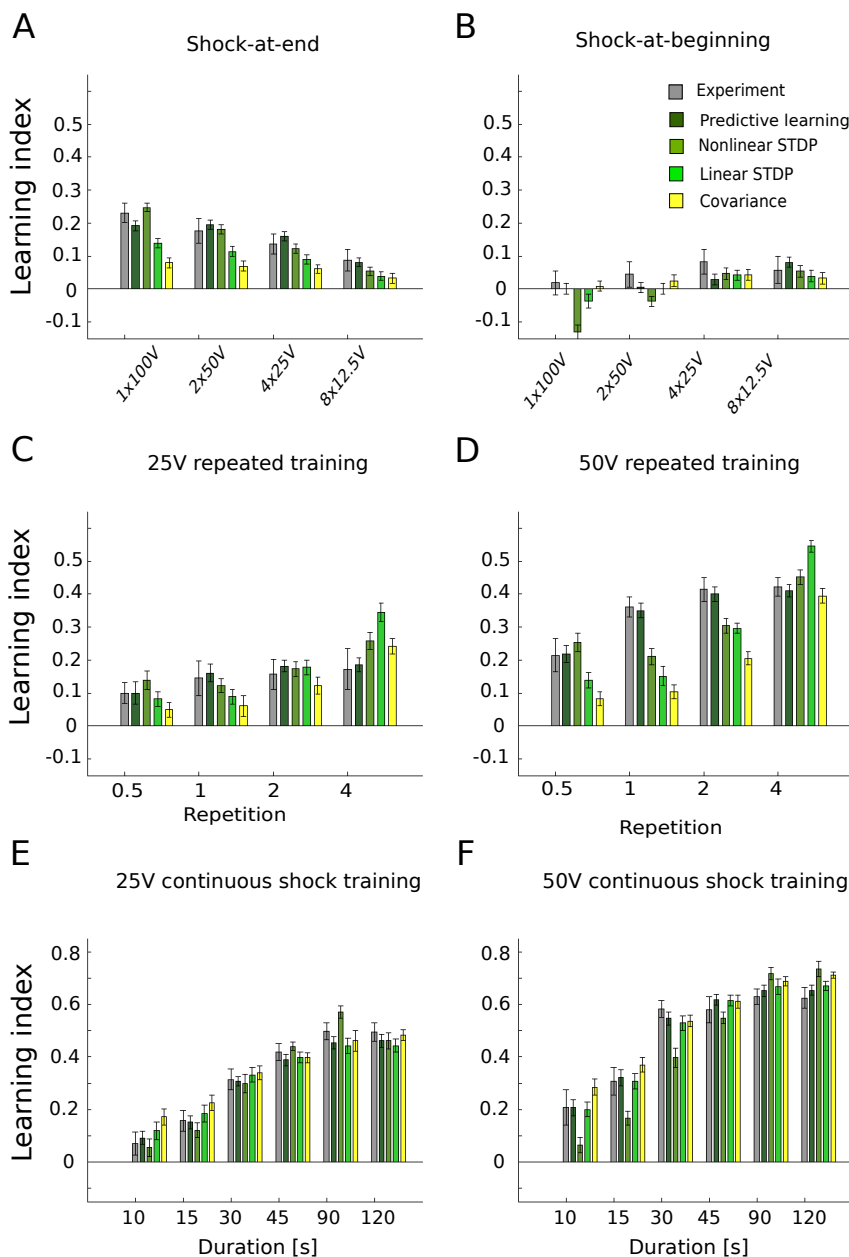 A
Shock-at-end
Learning index
0.5
0.4
0.3
0.2
0.1
0
-0.1
1x100V
2x50V
4x25V
8x12.5V
B
Shock-at-beginning
Experiment
Predictive learning
Nonlinear STDP
Linear STDP
Covariance
0.5
0.4
0.3
0.2
0.1
0
-0.1
1x100V
2x50V
4x25V
8x12.5V
C
25V repeated training
Learning index
0.5
0.4
0.3
0.2
0.1
0
-0.1
0.5
1
2
4
Repetition
D
50V repeated training
0.5
0.4
0.3
0.2
0.1
0
-0.1
0.5
1
2
4
Repetition
E
25V continuous shock training
Learning index
0.8
0.6
0.4
0.2
0
10
15
30
45
90
120
Duration [s]
F
50V continuous shock training
0.8
0.6
0.4
0.2
0
10
15
30
45
90
120
Duration [s]